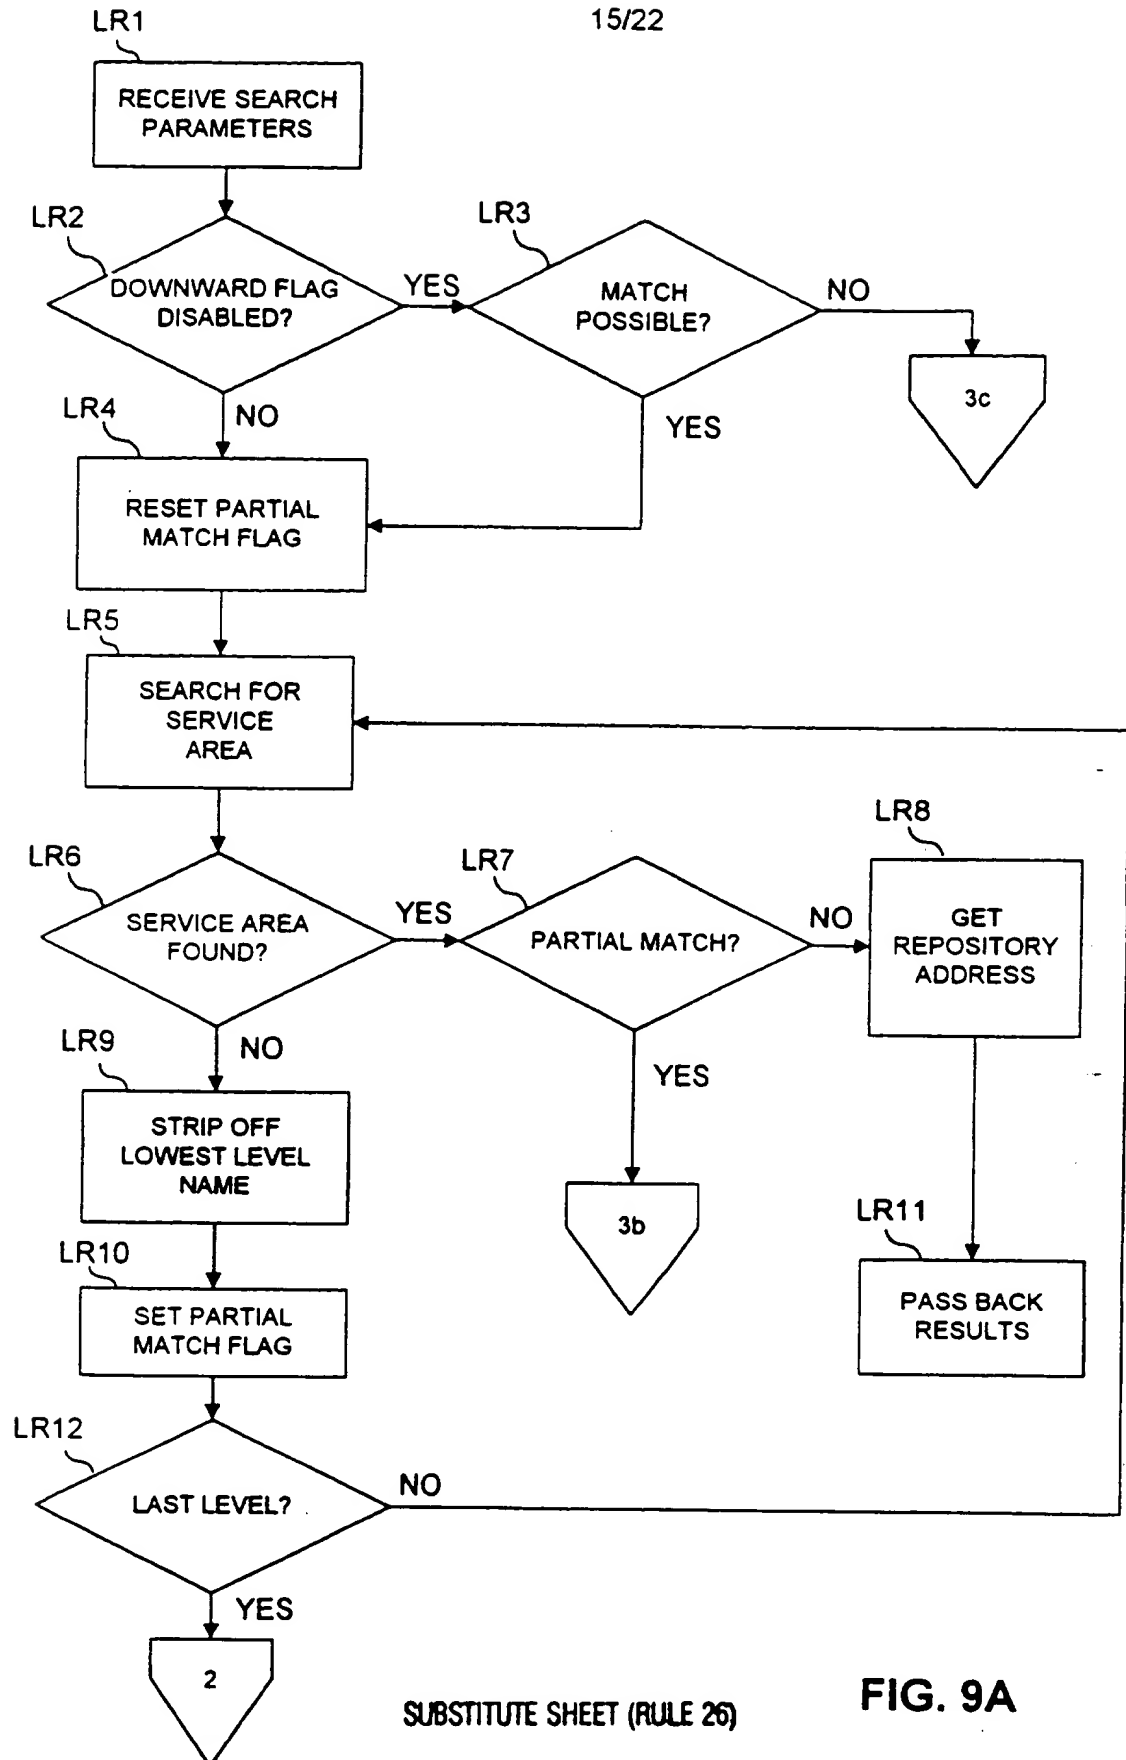 15/22
LR1
RECEIVE SEARCH
PARAMETERS
LR2
DOWNWARD FLAG
DISABLED?
YES
LR3
MATCH
POSSIBLE?
NO
3c
NO
YES
LR4
RESET PARTIAL
MATCH FLAG
LR5
SEARCH FOR
SERVICE
AREA
LR6
SERVICE AREA
FOUND?
YES
LR7
PARTIAL MATCH?
NO
LR8
GET
REPOSITORY
ADDRESS
NO
YES
LR9
STRIP OFF
LOWEST LEVEL
NAME
3b
LR10
SET PARTIAL
MATCH FLAG
LR11
PASS BACK
RESULTS
LR12
LAST LEVEL?
NO
YES
2
SUBSTITUTE SHEET (RULE 26)
FIG. 9A